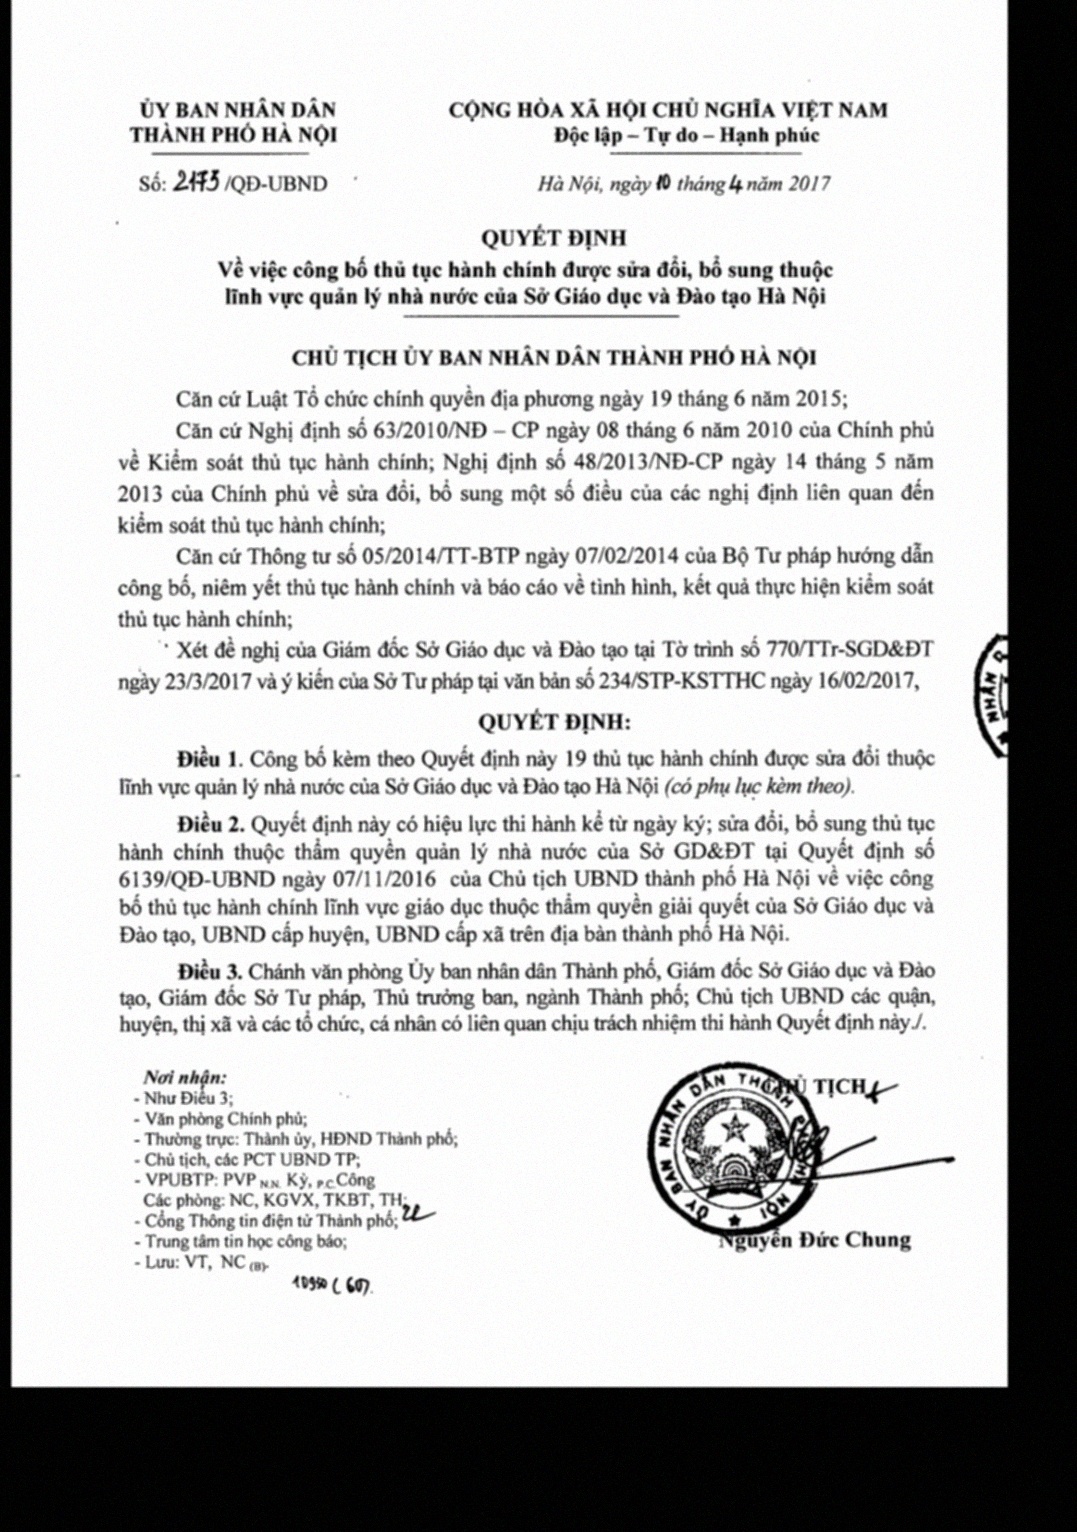 ỦY BAN NHÂN DÂN
THÀNH PHỐ HÀ NỘI
CỘNG HÒA XÃ HỘI CHỦ NGHĨA VIỆT NAM
Độc lập – Tự do – Hạnh phúc
Số: 2173 /QĐ-UBND
Hà Nội, ngày 10 tháng 4 năm 2017
QUYẾT ĐỊNH
Về việc công bố thủ tục hành chính được sửa đổi, bổ sung thuộc
lĩnh vực quản lý nhà nước của Sở Giáo dục và Đào tạo Hà Nội
CHỦ TỊCH ỦY BAN NHÂN DÂN THÀNH PHỐ HÀ NỘI
Căn cứ Luật Tổ chức chính quyền địa phương ngày 19 tháng 6 năm 2015;
Căn cứ Nghị định số 63/2010/NĐ – CP ngày 08 tháng 6 năm 2010 của Chính phủ
về Kiểm soát thủ tục hành chính; Nghị định số 48/2013/NĐ-CP ngày 14 tháng 5 năm
2013 của Chính phủ về sửa đổi, bổ sung một số điều của các nghị định liên quan đến
kiểm soát thủ tục hành chính;
Căn cứ Thông tư số 05/2014/TT-BTP ngày 07/02/2014 của Bộ Tư pháp hướng dẫn
công bố, niêm yết thủ tục hành chính và báo cáo về tình hình, kết quả thực hiện kiểm soát
thủ tục hành chính;
Xét đề nghị của Giám đốc Sở Giáo dục và Đào tạo tại Tờ trình số 770/TTr-SGD&ĐT
ngày 23/3/2017 và ý kiến của Sở Tư pháp tại văn bản số 234/STP-KSTTHC ngày 16/02/2017,
QUYẾT ĐỊNH:
Điều 1. Công bố kèm theo Quyết định này 19 thủ tục hành chính được sửa đổi thuộc
lĩnh vực quản lý nhà nước của Sở Giáo dục và Đào tạo Hà Nội (có phụ lục kèm theo).
Điều 2. Quyết định này có hiệu lực thi hành kể từ ngày ký; sửa đổi, bổ sung thủ tục
hành chính thuộc thẩm quyền quản lý nhà nước của Sở GD&ĐT tại Quyết định số
6139/QĐ-UBND ngày 07/11/2016 của Chủ tịch UBND thành phố Hà Nội về việc công
bố thủ tục hành chính lĩnh vực giáo dục thuộc thẩm quyền giải quyết của Sở Giáo dục và
Đào tạo, UBND cấp huyện, UBND cấp xã trên địa bàn thành phố Hà Nội.
Điều 3. Chánh văn phòng Ủy ban nhân dân Thành phố, Giám đốc Sở Giáo dục và Đào
tạo, Giám đốc Sở Tư pháp, Thủ trưởng ban, ngành Thành phố; Chủ tịch UBND các quận,
huyện, thị xã và các tổ chức, cá nhân có liên quan chịu trách nhiệm thi hành Quyết định này./.
Nơi nhận:
- Như Điều 3;
- Văn phòng Chính phủ;
- Thường trực: Thành ủy, HĐND Thành phố;
- Chủ tịch, các PCT UBND TP;
- VPUBTP: PVP N.N. Kỳ, P.C.Công
Các phòng: NC, KGVX, TKBT, TH;
- Cổng Thông tin điện tử Thành phố;
- Trung tâm tin học công báo;
- Lưu: VT, NC (B).
CHỦ TỊCH
ỦY BAN NHÂN DÂN THÀNH PHỐ HÀ NỘI
Nguyễn Đức Chung
NHÂN